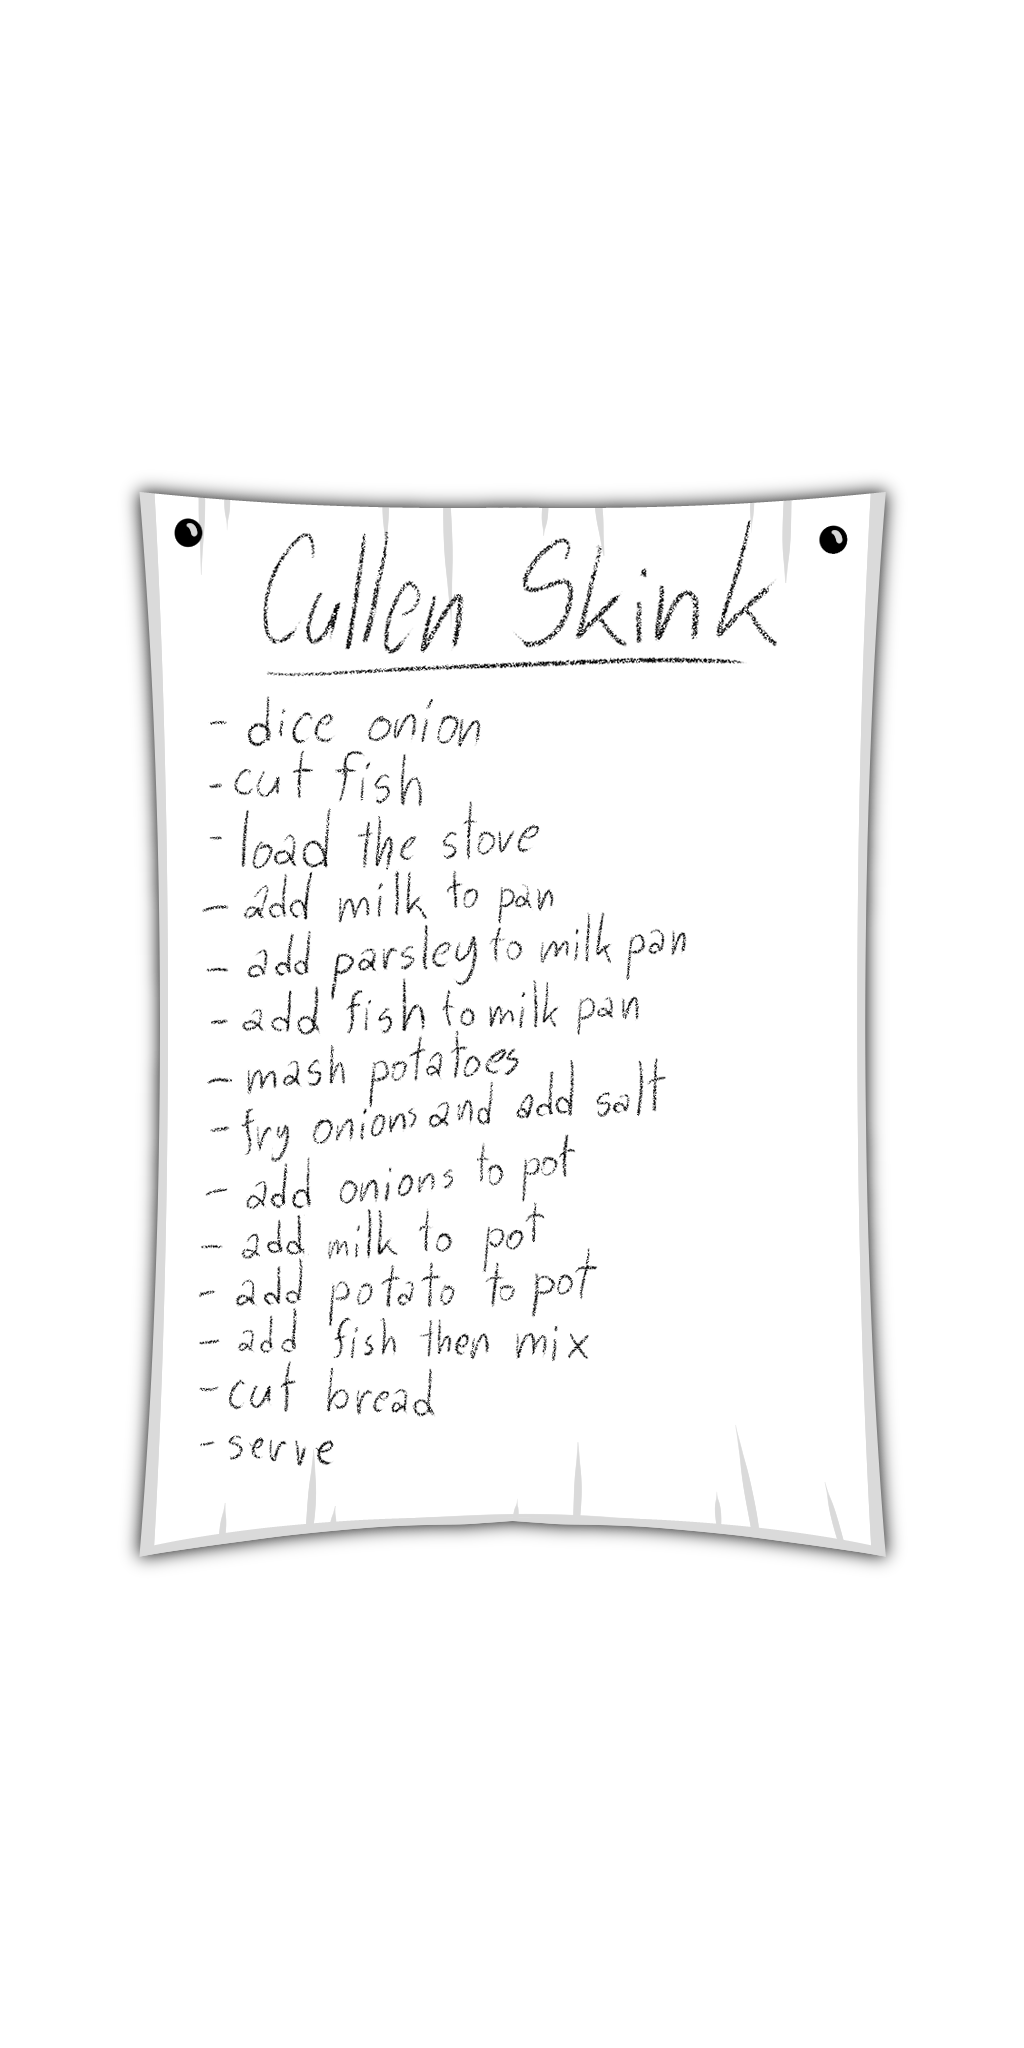 Cullen Skink
- dice onion
- cut fish
- load the stove
- add milk to pan
- add parsley to milk pan
- add fish to milk pan
- mash potatoes
- fry onions and add salt
- add onions to pot
- add milk to pot
- add potato to pot
- add fish then mix
- cut bread
- serve